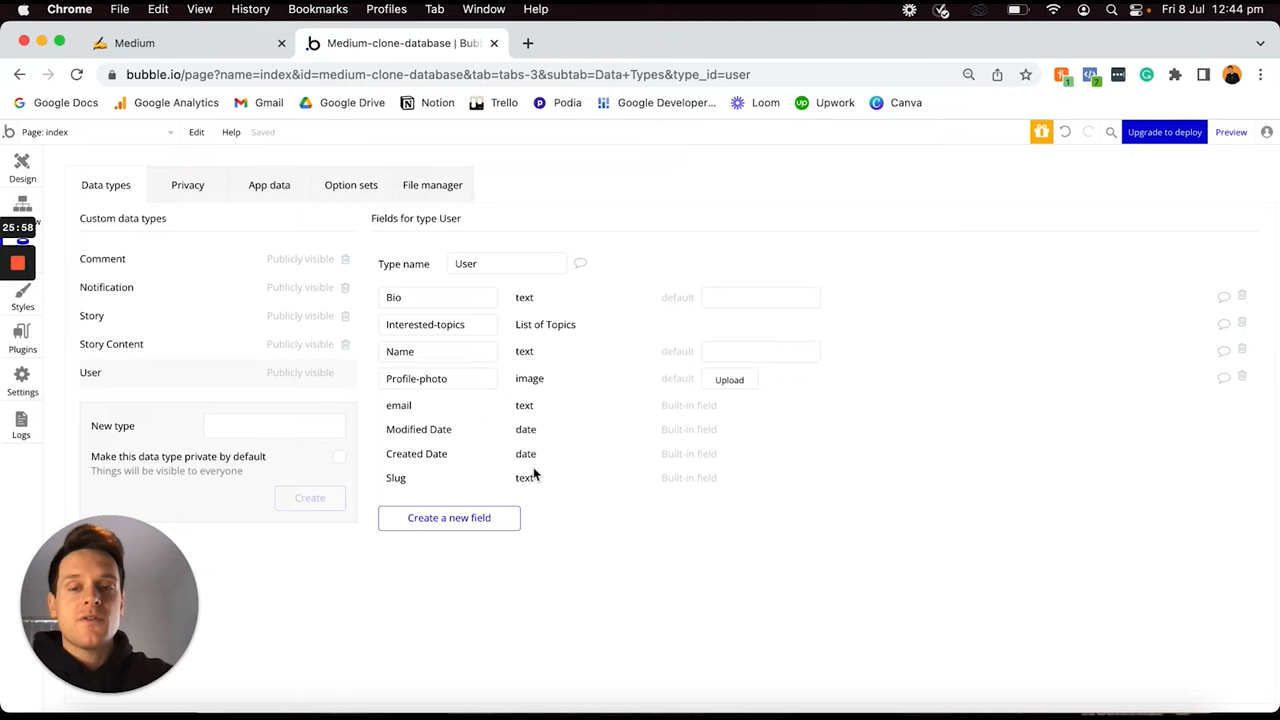 Chrome File Edit View History Bookmarks Profiles Tab Window Help Fri 8 Jul 12:44 pm
Medium Medium-clone-database | Bubb
bubble.io/page?name=index&id=medium-clone-database&tab=tabs-3&subtab=Data+Types&type_id=user
Google Docs Google Analytics Gmail Google Drive Notion Trello Podia Google Developer... Loom Upwork Canva
Page: index Edit Help Saved Upgrade to deploy Preview
Design
25:58
Styles
Plugins
Settings
Logs
Data types Privacy App data Option sets File manager
Custom data types
Comment Publicly visible
Notification Publicly visible
Story Publicly visible
Story Content Publicly visible
User Publicly visible
New type
Make this data type private by default
Things will be visible to everyone
Create
Fields for type User
Type name User
Bio text default
Interested-topics List of Topics
Name text default
Profile-photo image default Upload
email text Built-in field
Modified Date date Built-in field
Created Date date Built-in field
Slug text Built-in field
Create a new field